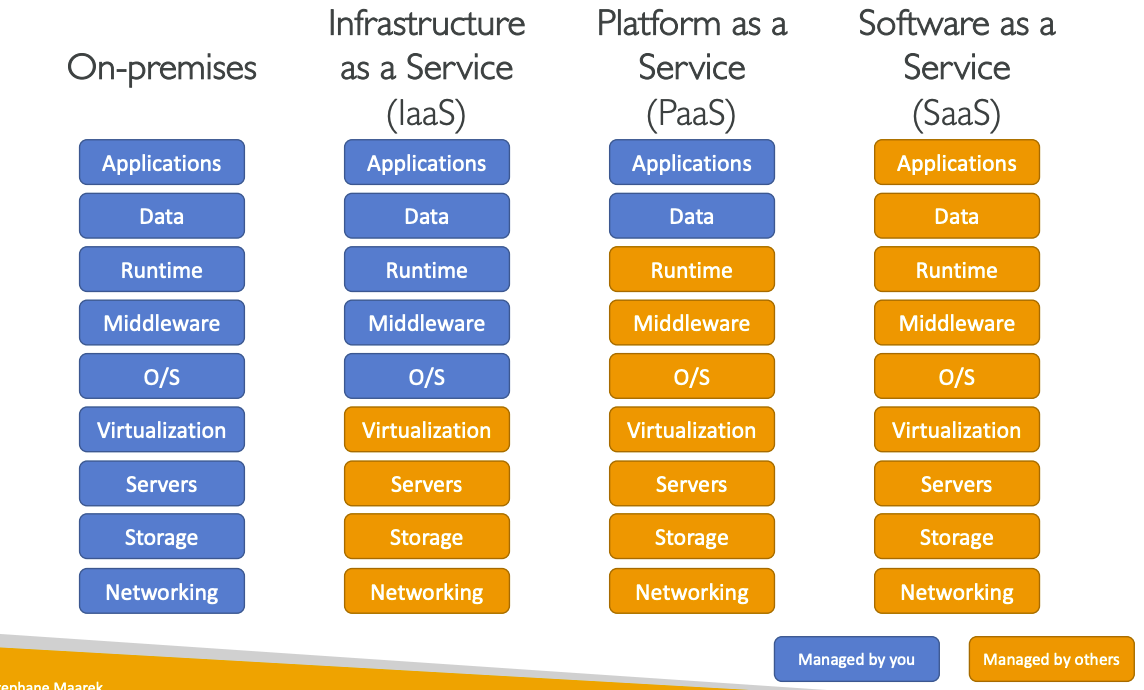 On-premises
Infrastructure
as a Service
(IaaS)
Platform as a
Service
(PaaS)
Software as a
Service
(SaaS)
Applications
Data
Runtime
Middleware
O/S
Virtualization
Servers
Storage
Networking
Applications
Data
Runtime
Middleware
O/S
Virtualization
Servers
Storage
Networking
Applications
Data
Runtime
Middleware
O/S
Virtualization
Servers
Storage
Networking
Applications
Data
Runtime
Middleware
O/S
Virtualization
Servers
Storage
Networking
Managed by you
Managed by others
Maarek